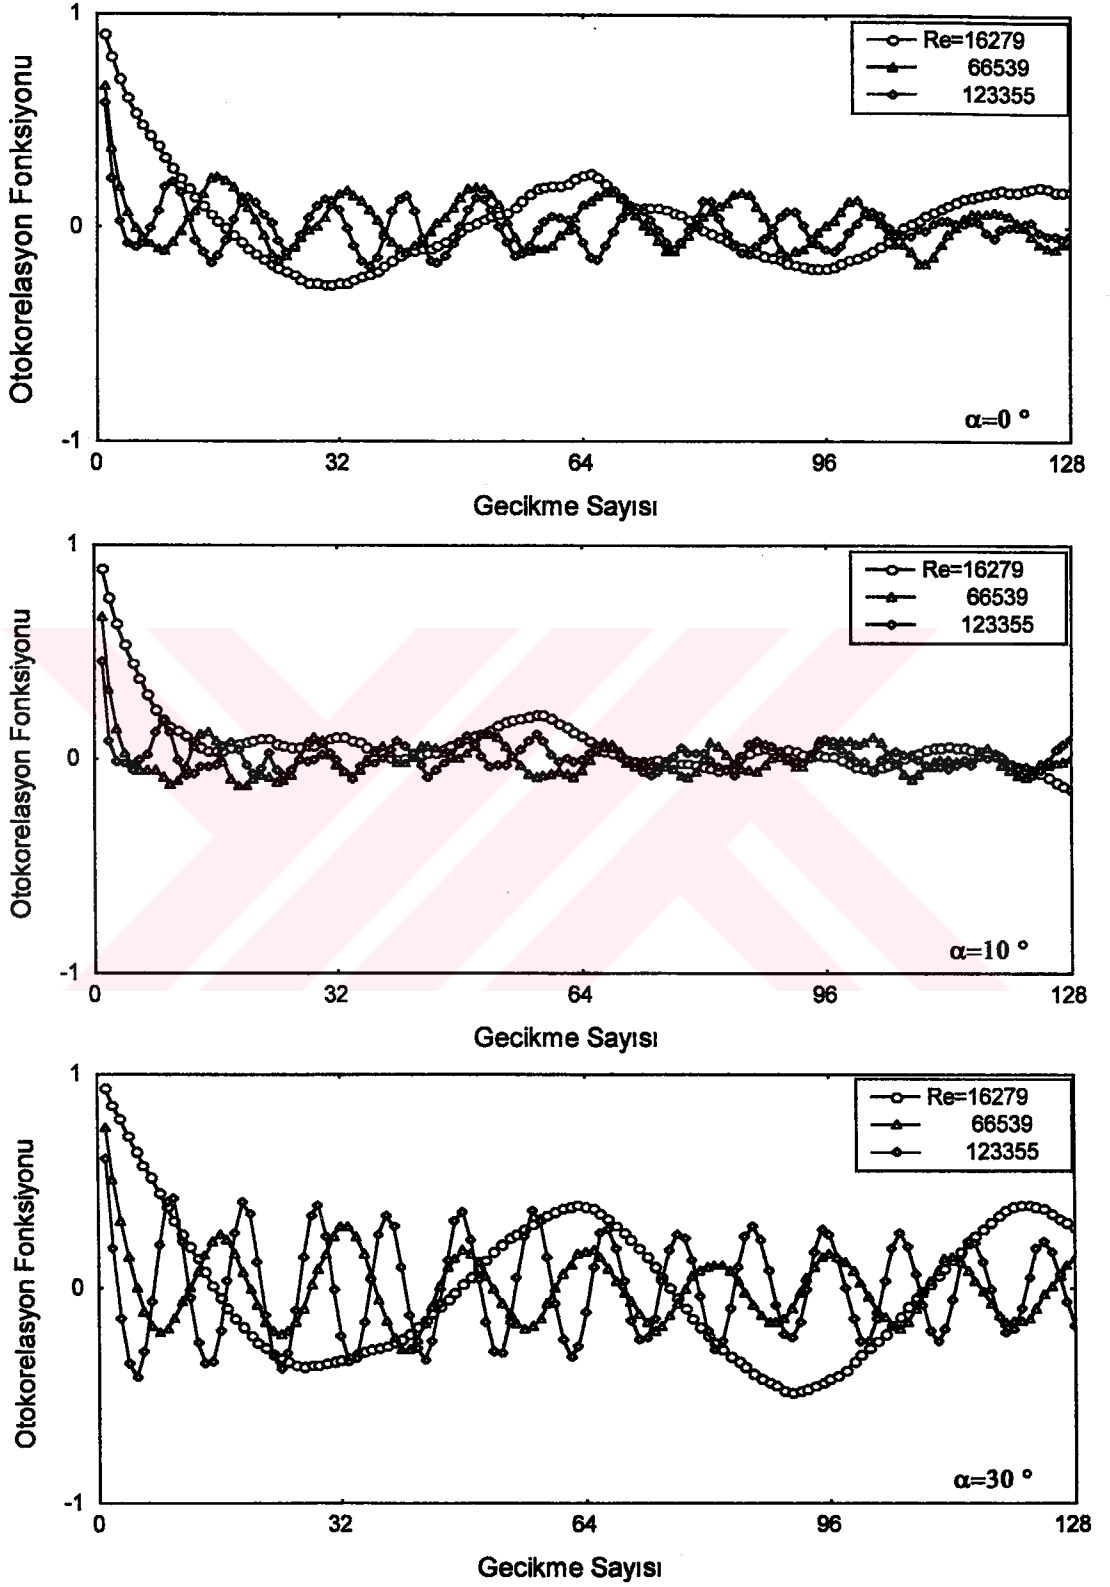 1
Re=16279
66539
123355
Otokorelasyon Fonksiyonu
0
α=0 °
-1
0 32 64 96 128
Gecikme Sayısı
1
Re=16279
66539
123355
Otokorelasyon Fonksiyonu
0
α=10 °
-1
0 32 64 96 128
Gecikme Sayısı
1
Re=16279
66539
123355
Otokorelasyon Fonksiyonu
0
α=30 °
-1
0 32 64 96 128
Gecikme Sayısı